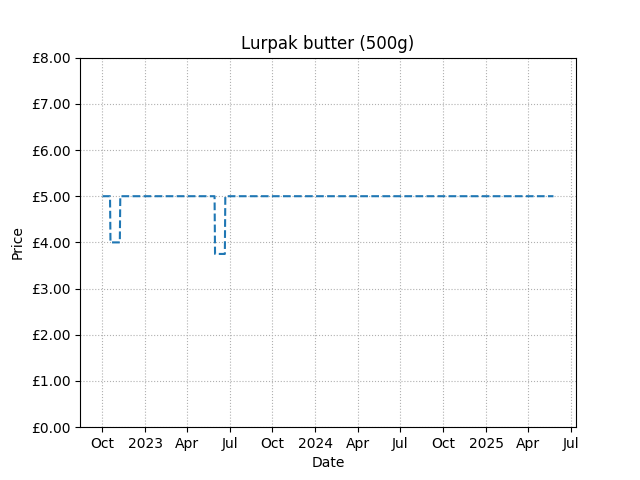 Lurpak butter (500g)
£8.00
£7.00
£6.00
£5.00
£4.00
£3.00
£2.00
£1.00
£0.00
Price
Oct 2023 Apr Jul Oct 2024 Apr Jul Oct 2025 Apr Jul
Date